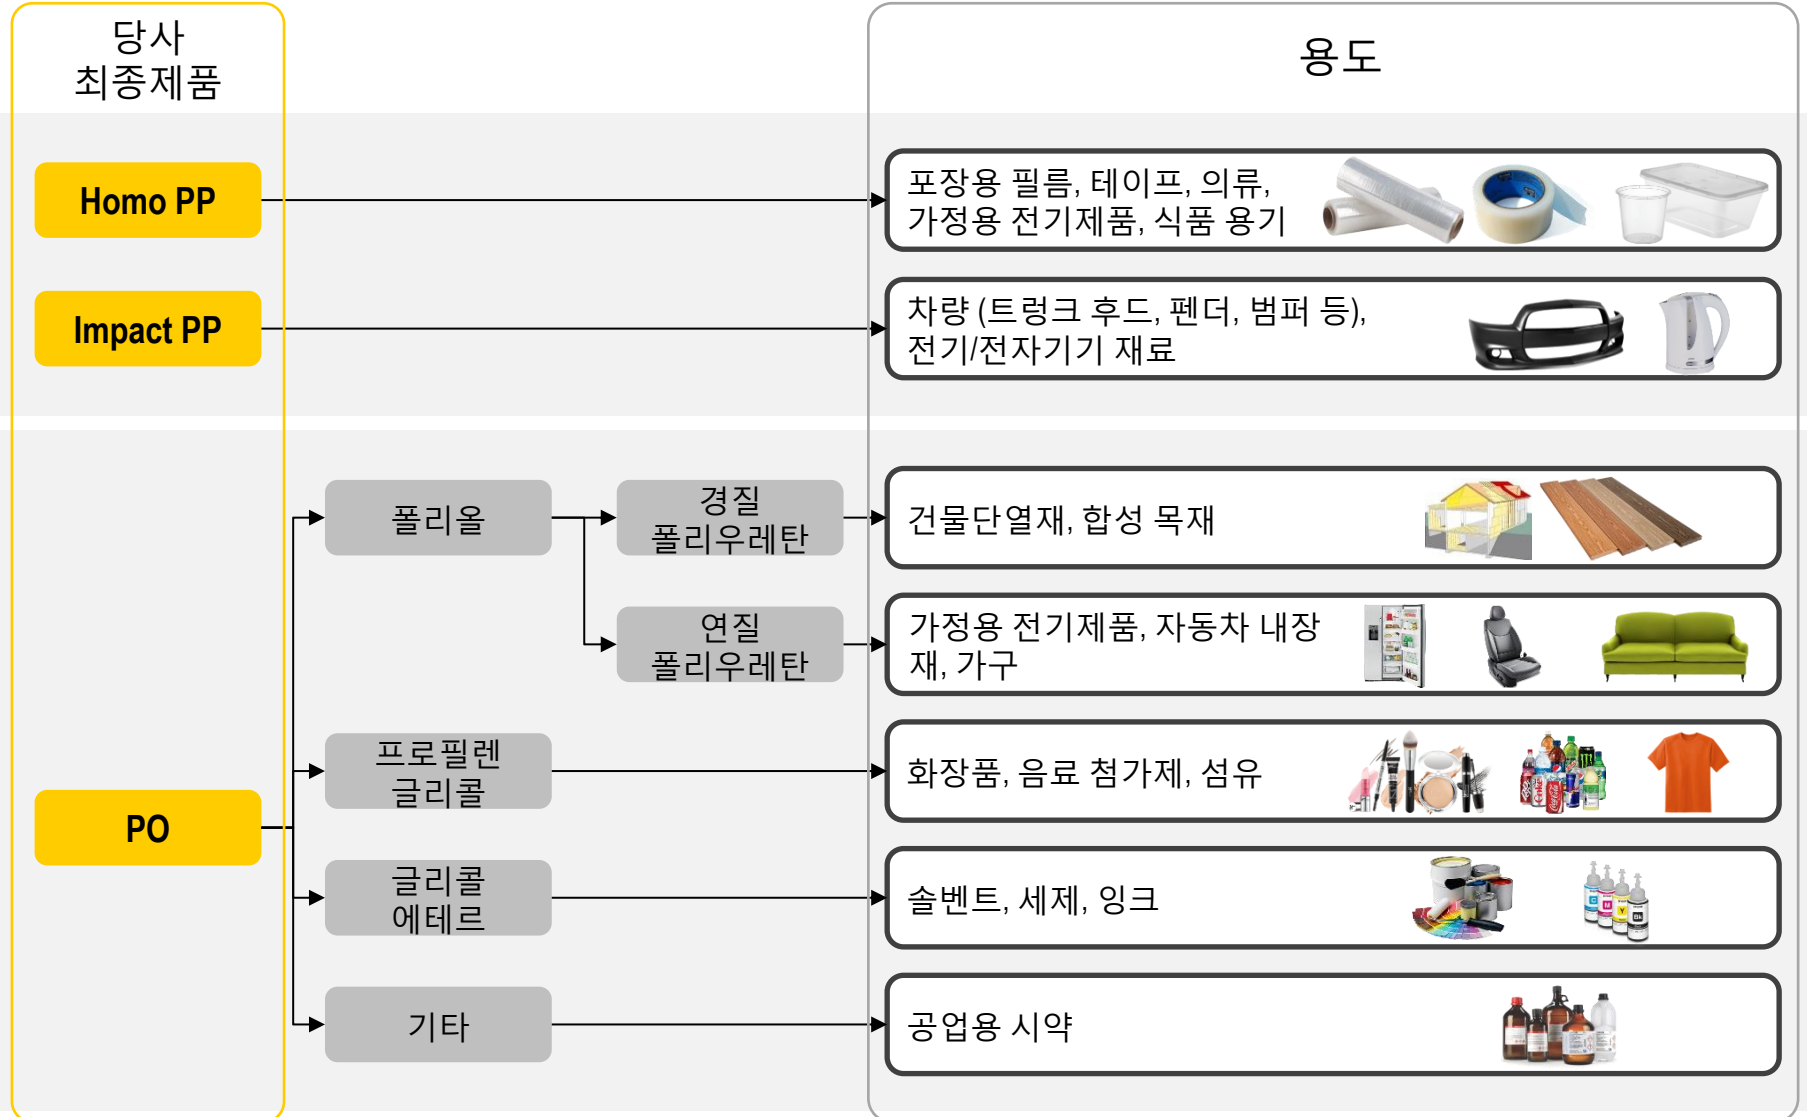 당사
최종제품
용도
Homo PP
포장용 필름, 테이프, 의류,
가정용 전기제품, 식품 용기
Impact PP
차량 (트렁크 후드, 펜더, 범퍼 등),
전기/전자기기 재료
폴리올
경질
폴리우레탄
건물단열재, 합성 목재
연질
폴리우레탄
가정용 전기제품, 자동차 내장
재, 가구
PO
프로필렌
글리콜
화장품, 음료 첨가제, 섬유
글리콜
에테르
솔벤트, 세제, 잉크
C
M
Y
Bk
기타
공업용 시약